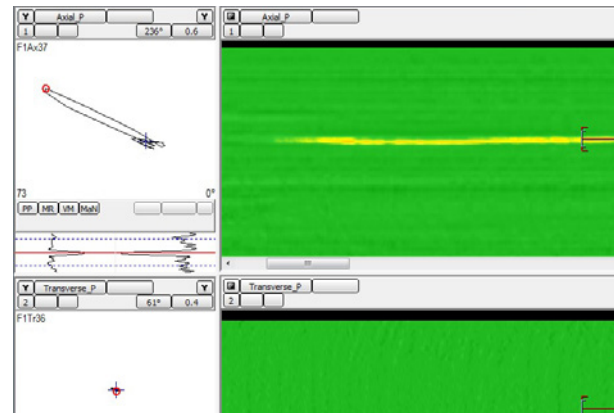 Y Axial_P Y
1 236° 0.6
F1Ax37
73 0°
PP MR VM MaN
Axial_P
1
Y Transverse_P Y
2 61° 0.4
F1Tr36
Transverse_P
2